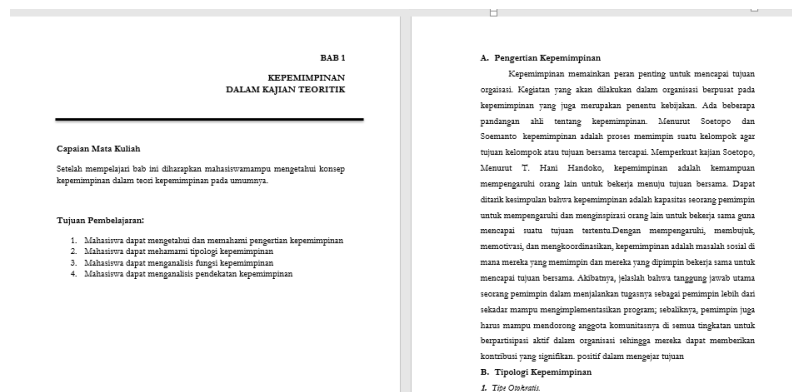 BAB 1
KEPEMIMPINAN
DALAM KAJIAN TEORITIK
Capaian Mata Kuliah
Setelah mempelajari bab ini diharapkan mahasiswamampu mengetahui konsep
kepemimpinan dalam teori kepemimpinan pada umumnya.
Tujuan Pembelajaran:
1. Mahasiswa dapat mengetahui dan memahami pengertian kepemimpinan
2. Mahasiswa dapat mehamami tipologi kepemimpinan
3. Mahasiswa dapat menganalisis fungsi kepemimpinan
4. Mahasiswa dapat menganalisis pendekatan kepemimpinan
A. Pengertian Kepemimpinan
Kepemimpinan memainkan peran penting untuk mencapai tujuan
orgaisasi. Kegiatan yang akan dilakukan dalam organisasi berpusat pada
kepemimpinan yang juga merupakan penentu kebijakan. Ada beberapa
pandangan ahli tentang kepemimpinan. Menurut Soetopo dan
Soemanto kepemimpinan adalah proses memimpin suatu kelompok agar
tujuan kelompok atau tujuan bersama tercapai. Memperkuat kajian Soetopo,
Menurut T. Hani Handoko, kepemimpinan adalah kemampuan
mempengaruhi orang lain untuk bekerja menuju tujuan bersama. Dapat
ditarik kesimpulan bahwa kepemimpinan adalah kapasitas seorang pemimpin
untuk mempengaruhi dan menginspirasi orang lain untuk bekerja sama guna
mencapai suatu tujuan tertentu.Dengan mempengaruhi, membujuk,
memotivasi, dan mengkoordinasikan, kepemimpinan adalah masalah sosial di
mana mereka yang memimpin dan mereka yang dipimpin bekerja sama untuk
mencapai tujuan bersama. Akibatnya, jelaslah bahwa tanggung jawab utama
seorang pemimpin dalam menjalankan tugasnya sebagai pemimpin lebih dari
sekadar mampu mengimplementasikan program; sebaliknya, pemimpin juga
harus mampu mendorong anggota komunitasnya di semua tingkatan untuk
berpartisipasi aktif dalam organisasi sehingga mereka dapat memberikan
kontribusi yang signifikan. positif dalam mengejar tujuan
B. Tipologi Kepemimpinan
1. Tipe Otokratis.